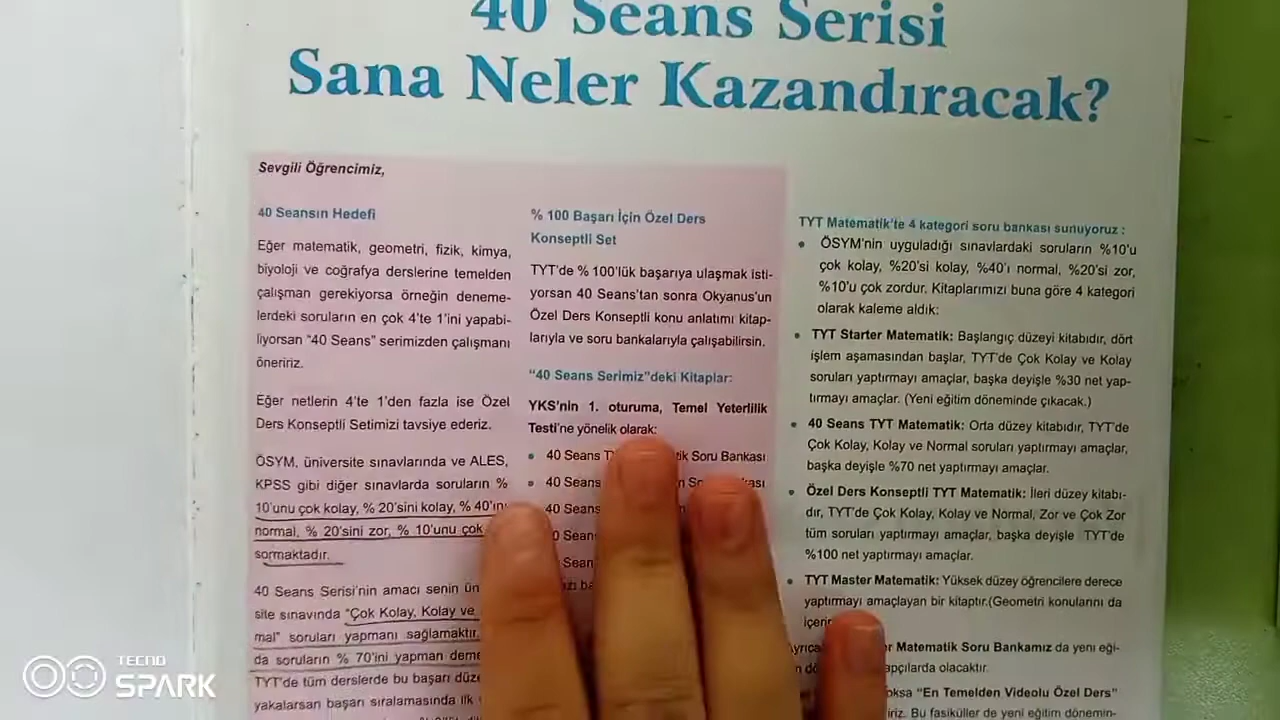 40 Seans Serisi
Sana Neler Kazandıracak?
Sevgili Öğrencimiz,
40 Seansın Hedefi
Eğer matematik, geometri, fizik, kimya,
biyoloji ve coğrafya derslerine temelden
çalışman gerekiyorsa örneğin deneme-
lerdeki soruların en çok 4'te 1'ini yapabi-
liyorsan "40 Seans" serimizden çalışmanı
öneririz.
Eğer netlerin 4'te 1'den fazla ise Özel
Ders Konseptli Setimizi tavsiye ederiz.
ÖSYM, üniversite sınavlarında ve ALES,
KPSS gibi diğer sınavlarda soruların %
10'unu çok kolay, % 20'sini kolay, % 40'ını
normal, % 20'sini zor, % 10'unu çok
sormaktadır.
40 Seans Serisi'nin amacı senin ün
site sınavında "Çok Kolay, Kolay ve
mal" soruları yapmanı sağlamaktır.
da soruların % 70'ini yapman deme
TYT'de tüm derslerde bu başarı düze
yakalarsan başarı sıralamasında ilk
% 100 Başarı İçin Özel Ders
Konseptli Set
TYT'de % 100'lük başarıya ulaşmak isti-
yorsan 40 Seans'tan sonra Okyanus'un
Özel Ders Konseptli konu anlatımı kitap-
larıyla ve soru bankalarıyla çalışabilirsin.
"40 Seans Serimiz"deki Kitaplar:
YKS'nin 1. oturuma, Temel Yeterlilik
Testi'ne yönelik olarak:
• 40 Seans T ik Soru Bankası
• 40 Seans
40 Seans
Sean
Sean
TYT Matematik'te 4 kategori soru bankası sunuyoruz :
• ÖSYM'nin uyguladığı sınavlardaki soruların %10'u
çok kolay, %20'si kolay, %40'ı normal, %20'si zor,
%10'u çok zordur. Kitaplarımızı buna göre 4 kategori
olarak kaleme aldık:
• TYT Starter Matematik: Başlangıç düzeyi kitabıdır, dört
işlem aşamasından başlar, TYT'de Çok Kolay ve Kolay
soruları yaptırmayı amaçlar, başka deyişle %30 net yap-
tırmayı amaçlar. (Yeni eğitim döneminde çıkacak.)
• 40 Seans TYT Matematik: Orta düzey kitabıdır, TYT'de
Çok Kolay, Kolay ve Normal soruları yaptırmayı amaçlar,
başka deyişle %70 net yaptırmayı amaçlar.
• Özel Ders Konseptli TYT Matematik: İleri düzey kitabı-
dır, TYT'de Çok Kolay, Kolay ve Normal, Zor ve Çok Zor
tüm soruları yaptırmayı amaçlar, başka deyişle TYT'de
%100 net yaptırmayı amaçlar.
• TYT Master Matematik: Yüksek düzey öğrencilere derece
yaptırmayı amaçlayan bir kitaptır.(Geometri konularını da
içerir
Ayrıca r Matematik Soru Bankamız da yeni eği-
apçılarda olacaktır.
oksa "En Temelden Videolu Özel Ders"
iriz. Bu fasiküller de yeni eğitim dönemin-
TECNO
SPARK